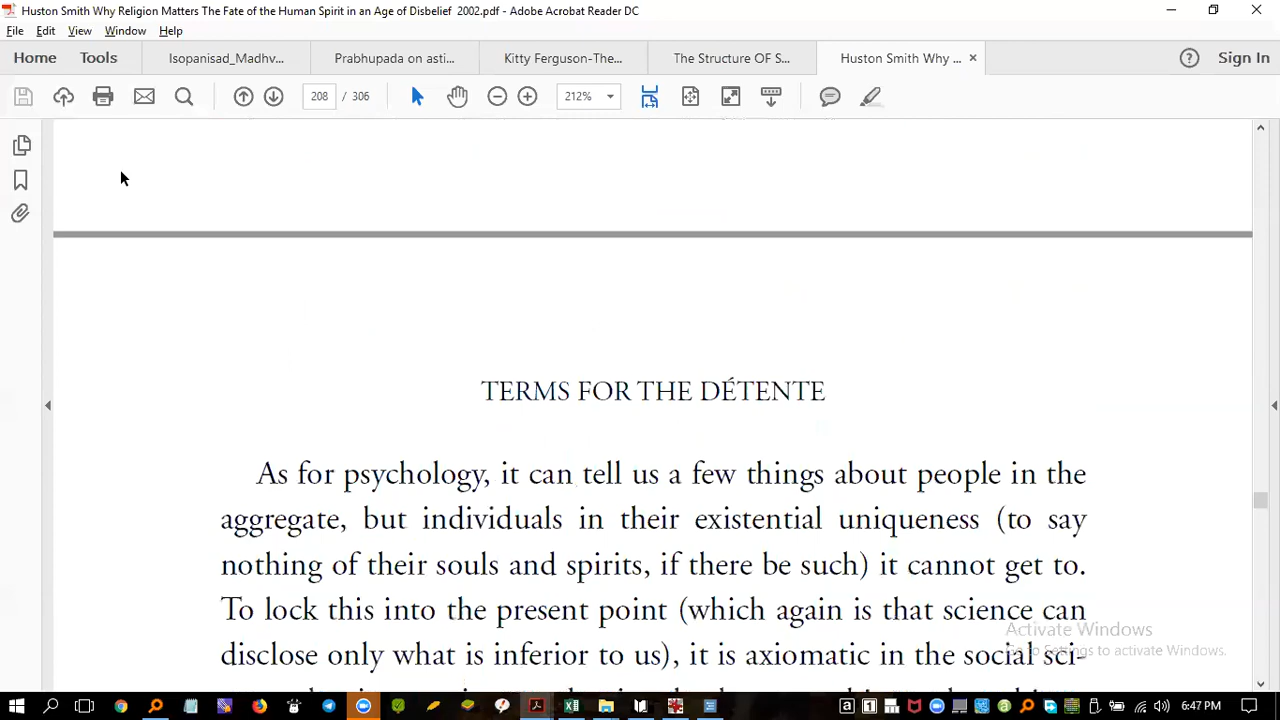 Huston Smith Why Religion Matters The Fate of the Human Spirit in an Age of Disbelief 2002.pdf - Adobe Acrobat Reader DC
File Edit View Window Help
Home Tools Isopanisad_Madhv... Prabhupada on asti... Kitty Ferguson-The... The Structure OF S... Huston Smith Why ... Sign In
208 / 306 212%
TERMS FOR THE DÉTENTE
As for psychology, it can tell us a few things about people in the
aggregate, but individuals in their existential uniqueness (to say
nothing of their souls and spirits, if there be such) it cannot get to.
To lock this into the present point (which again is that science can
disclose only what is inferior to us), it is axiomatic in the social sci-
Activate Windows
Go to Settings to activate Windows.
6:47 PM